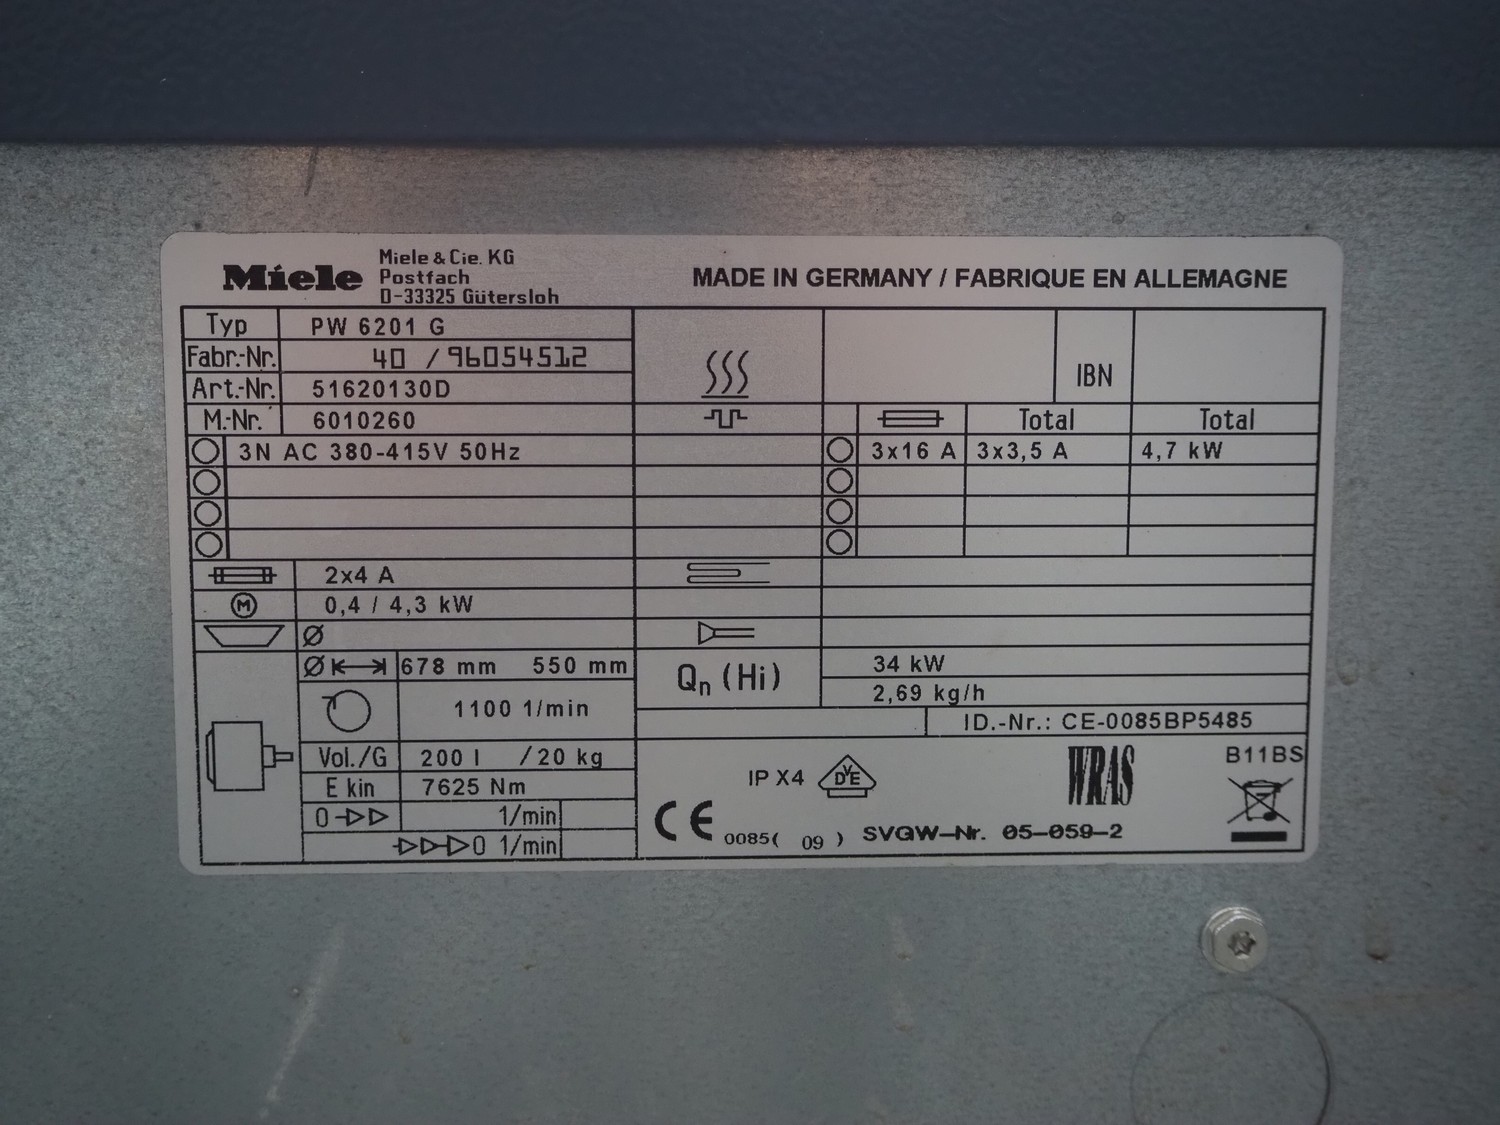 Miele
Miele & Cie. KG
Postfach
D-33325 Gütersloh
MADE IN GERMANY / FABRIQUE EN ALLEMAGNE
Typ PW 6201 G
Fabr.-Nr. 40 /96054512
Art.-Nr. 51620130D
IBN
M.-Nr. 6010260
Total Total
3N AC 380-415V 50Hz 3x16 A 3x3,5 A 4,7 kW
2x4 A
M 0,4 / 4,3 kW
Ø
Ø 678 mm 550 mm
Qn (Hi) 34 kW
2,69 kg/h
1100 1/min
ID.-Nr.: CE-0085BP5485
Vol./G 200 l /20 kg
E kin 7625 Nm
0 1/min
0 1/min
IP X4 DVE WRAS B11BS
CE 0085( 09 ) SVGW-Nr. 05-059-2